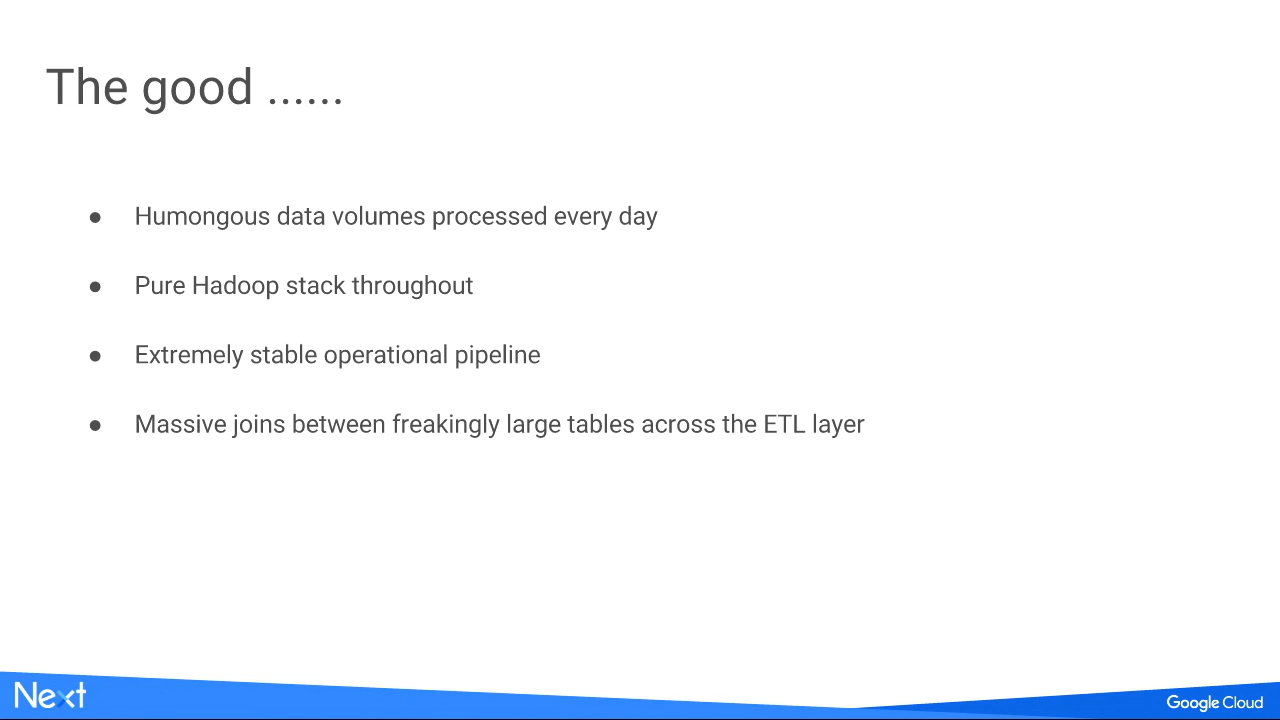 The good ......
● Humongous data volumes processed every day
● Pure Hadoop stack throughout
● Extremely stable operational pipeline
● Massive joins between freakingly large tables across the ETL layer
Next
Google Cloud